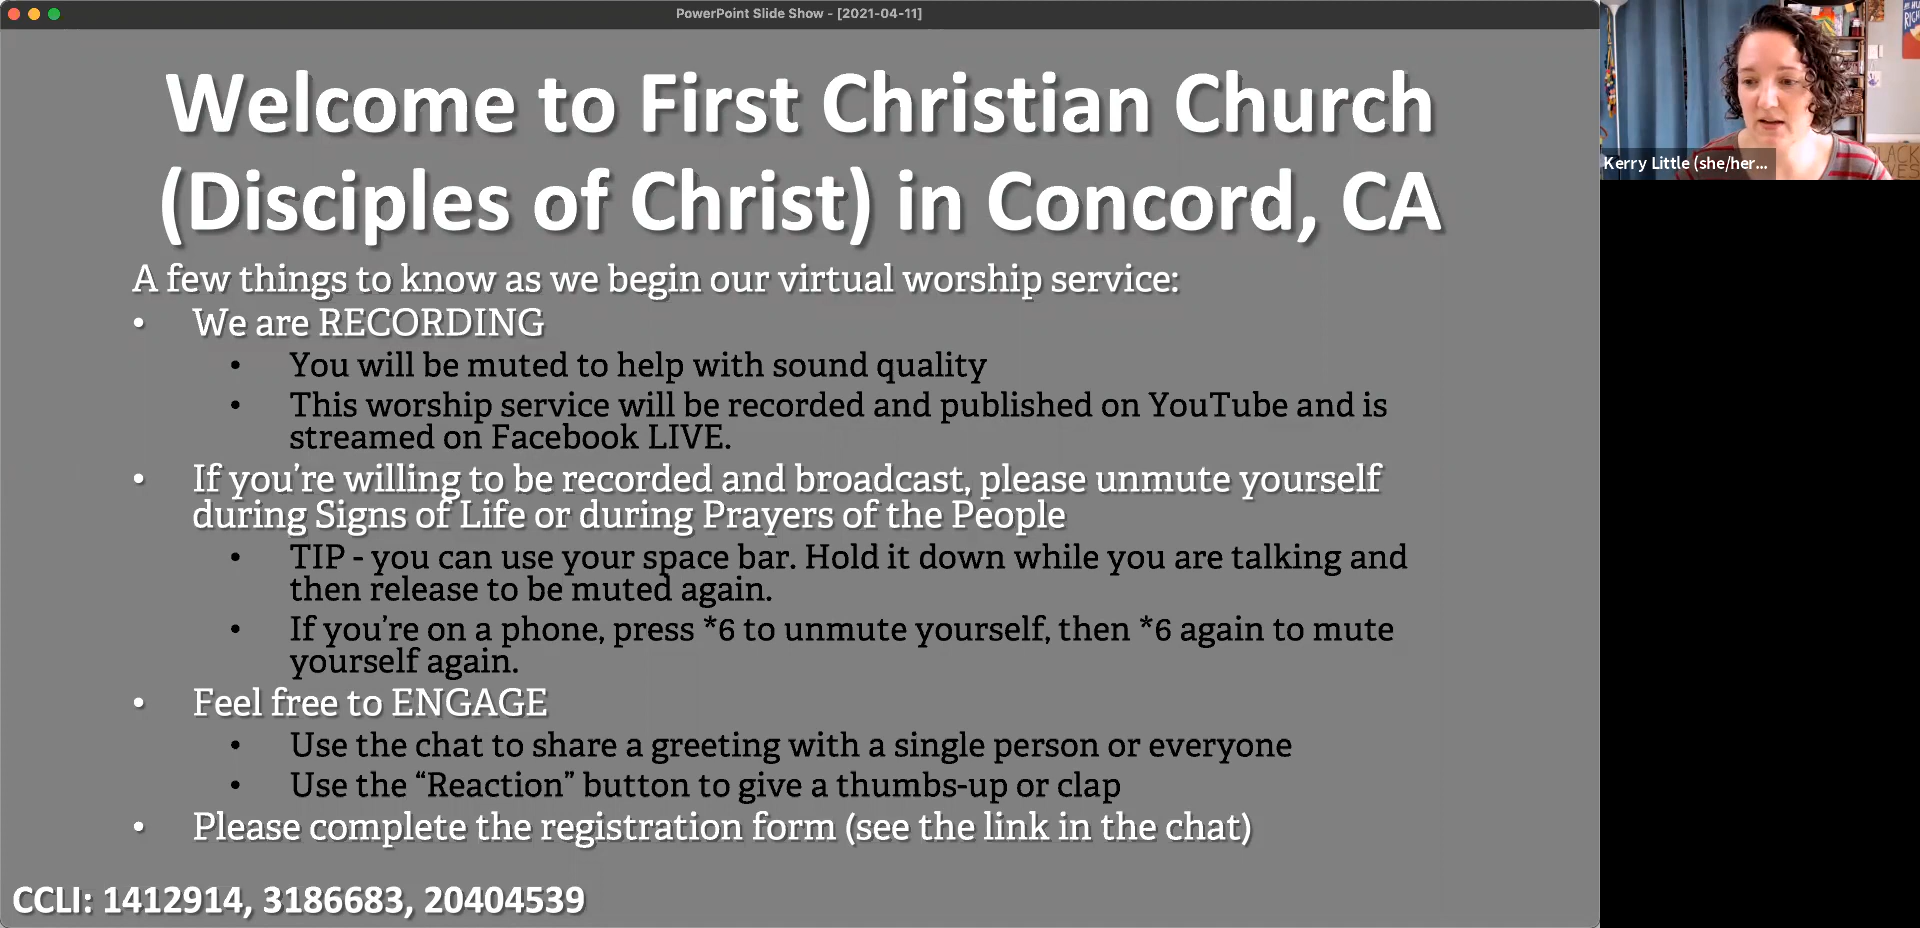 PowerPoint Slide Show - [2021-04-11]
Welcome to First Christian Church
(Disciples of Christ) in Concord, CA
A few things to know as we begin our virtual worship service:
• We are RECORDING
• You will be muted to help with sound quality
• This worship service will be recorded and published on YouTube and is
streamed on Facebook LIVE.
• If you're willing to be recorded and broadcast, please unmute yourself
during Signs of Life or during Prayers of the People
• TIP - you can use your space bar. Hold it down while you are talking and
then release to be muted again.
• If you're on a phone, press *6 to unmute yourself, then *6 again to mute
yourself again.
• Feel free to ENGAGE
• Use the chat to share a greeting with a single person or everyone
• Use the “Reaction” button to give a thumbs-up or clap
• Please complete the registration form (see the link in the chat)
CCLI: 1412914, 3186683, 20404539
Kerry Little (she/her...